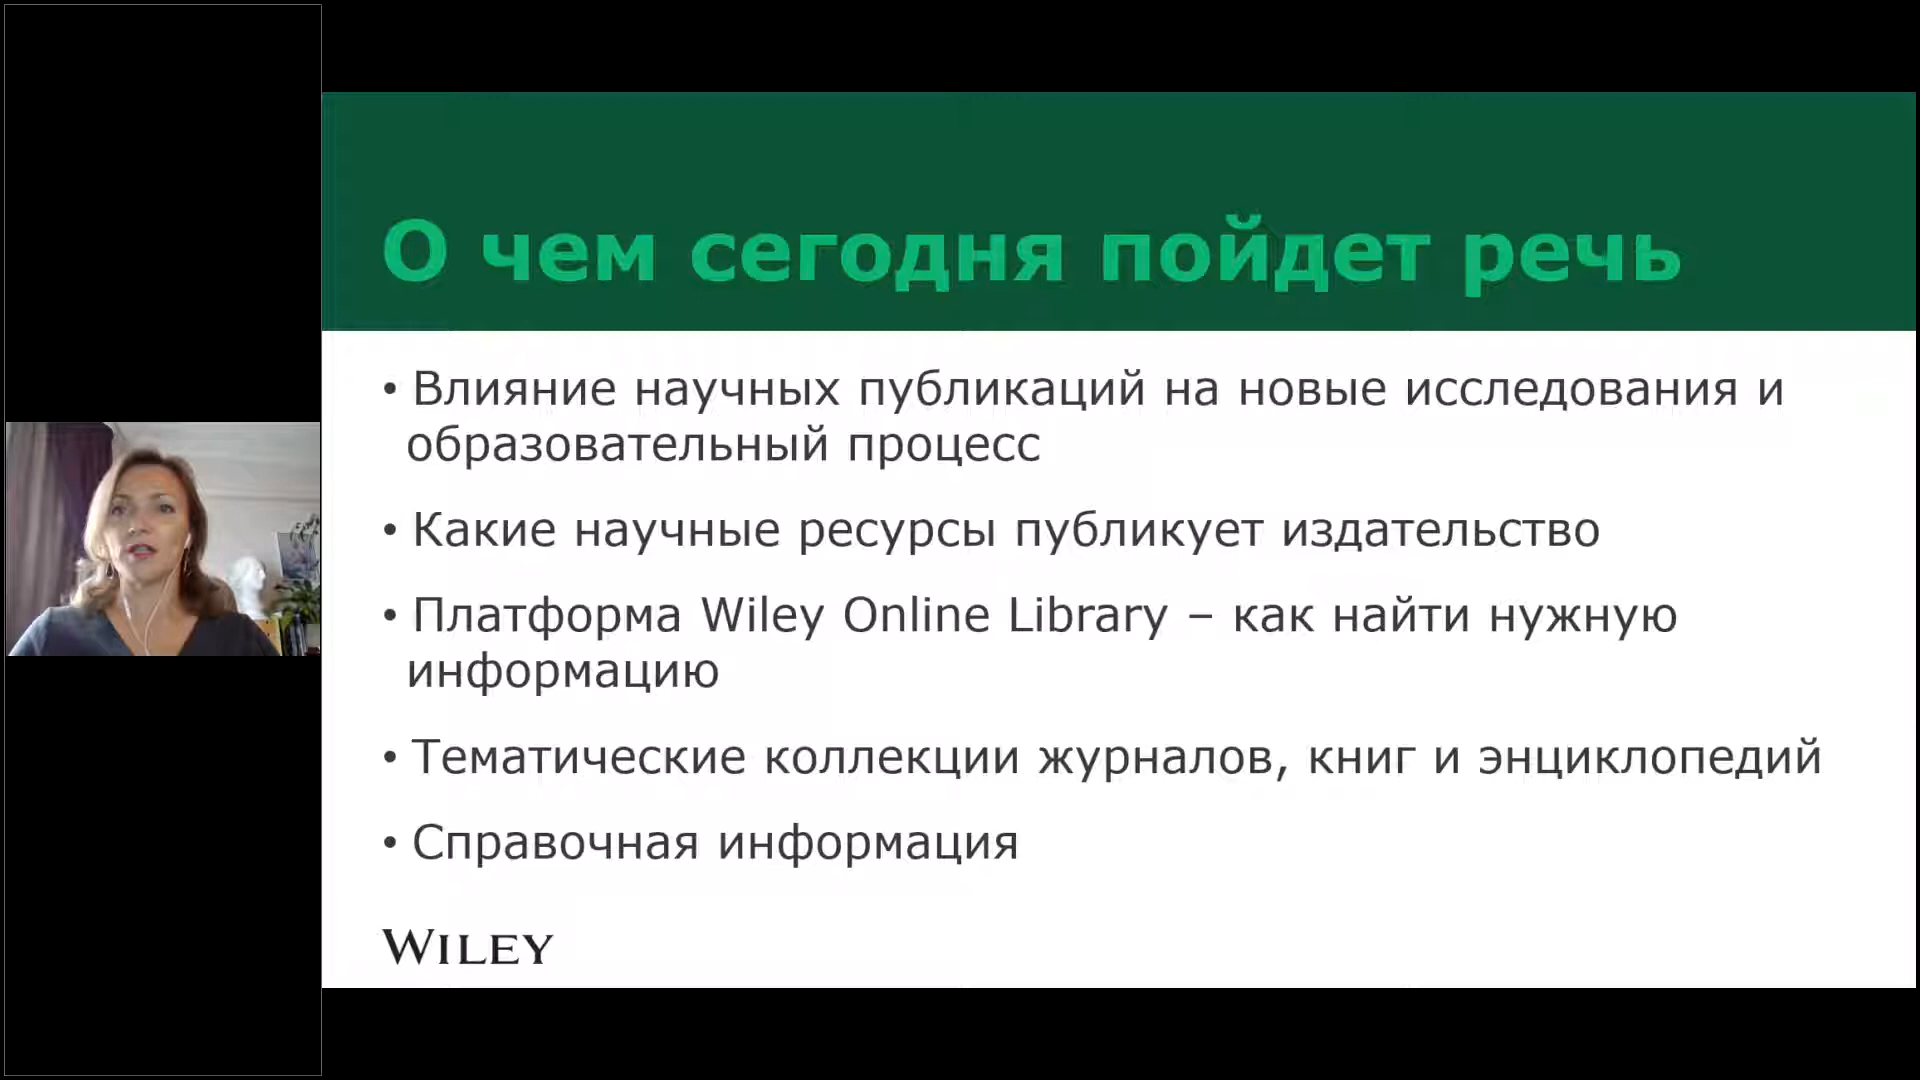 О чем сегодня пойдет речь
• Влияние научных публикаций на новые исследования и
образовательный процесс
• Какие научные ресурсы публикует издательство
• Платформа Wiley Online Library – как найти нужную
информацию
• Тематические коллекции журналов, книг и энциклопедий
• Справочная информация
WILEY